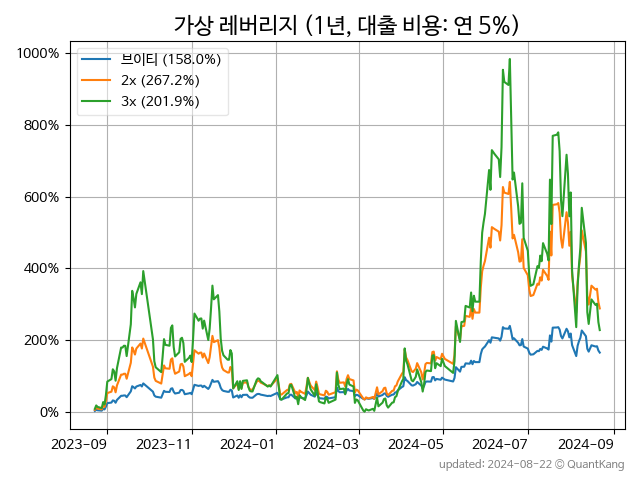 가상 레버리지 (1년, 대출 비용: 연 5%)
브이티 (158.0%)
2x (267.2%)
3x (201.9%)
1000%
800%
600%
400%
200%
0%
2023-09 2023-11 2024-01 2024-03 2024-05 2024-07 2024-09
updated: 2024-08-22 © QuantKang